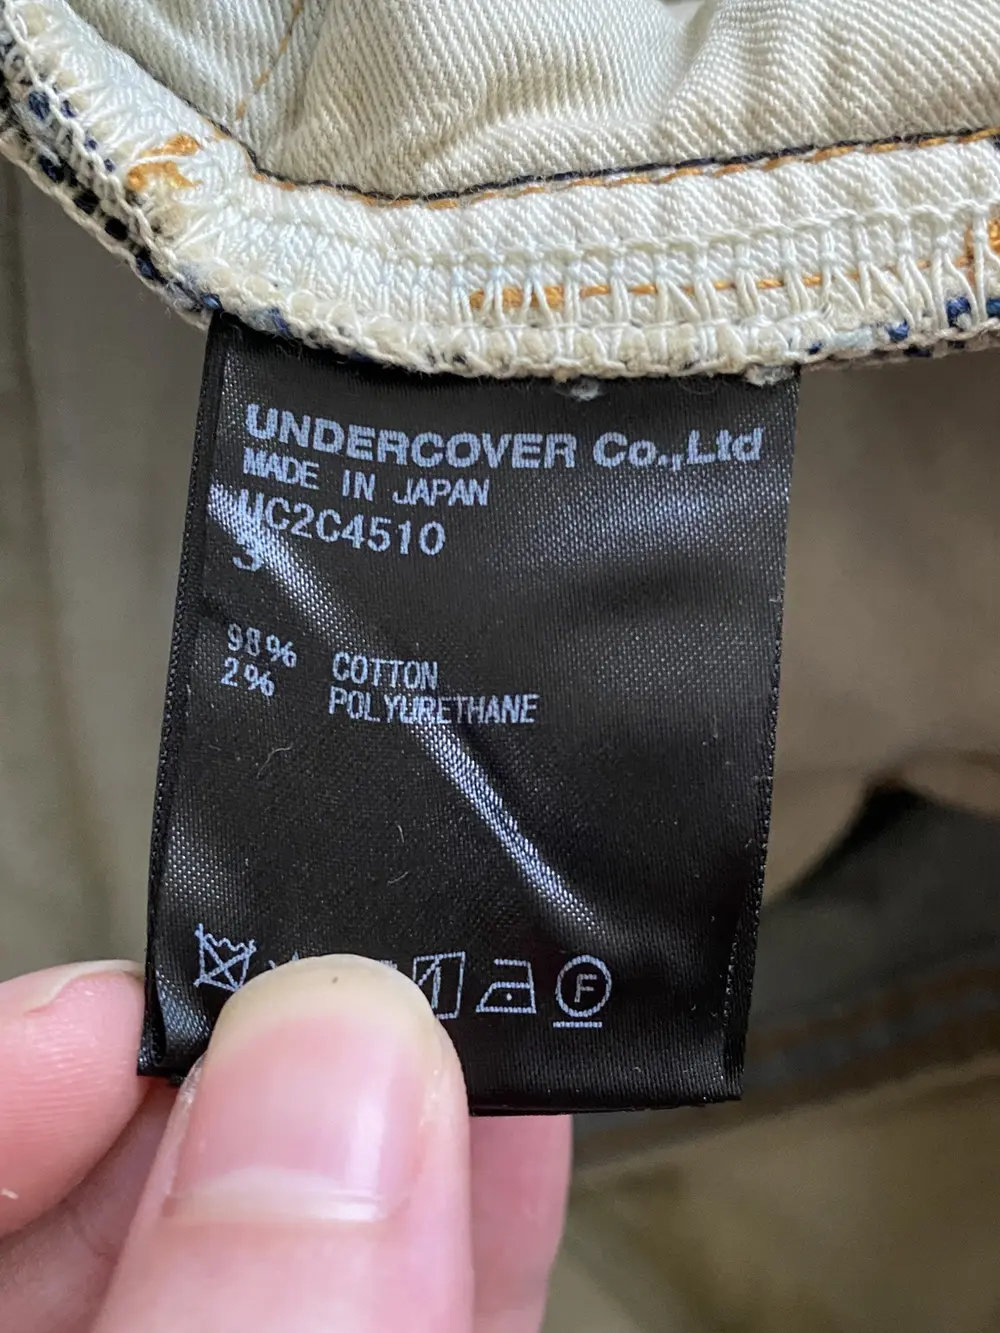 UNDERCOVER Co.,Ltd
MADE IN JAPAN
UC2C4510
3
98% COTTON
2% POLYURETHANE
F